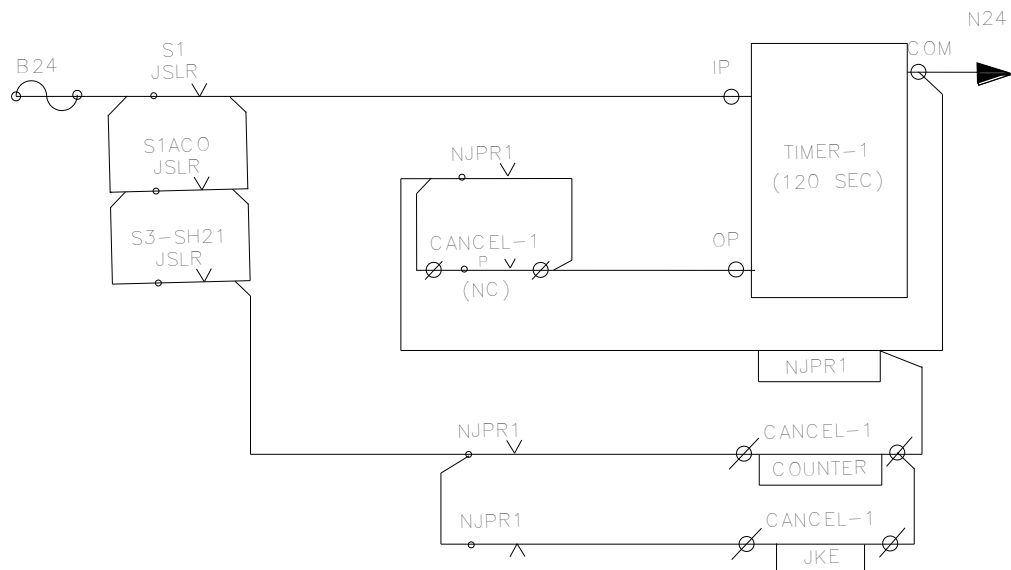 N24
COM
B24
S1
JSLR
IP
S1ACO
JSLR
NJPR1
TIMER-1
(120 SEC)
S3-SH21
JSLR
CANCEL-1
P
(NC)
OP
NJPR1
NJPR1
CANCEL-1
COUNTER
NJPR1
CANCEL-1
JKE